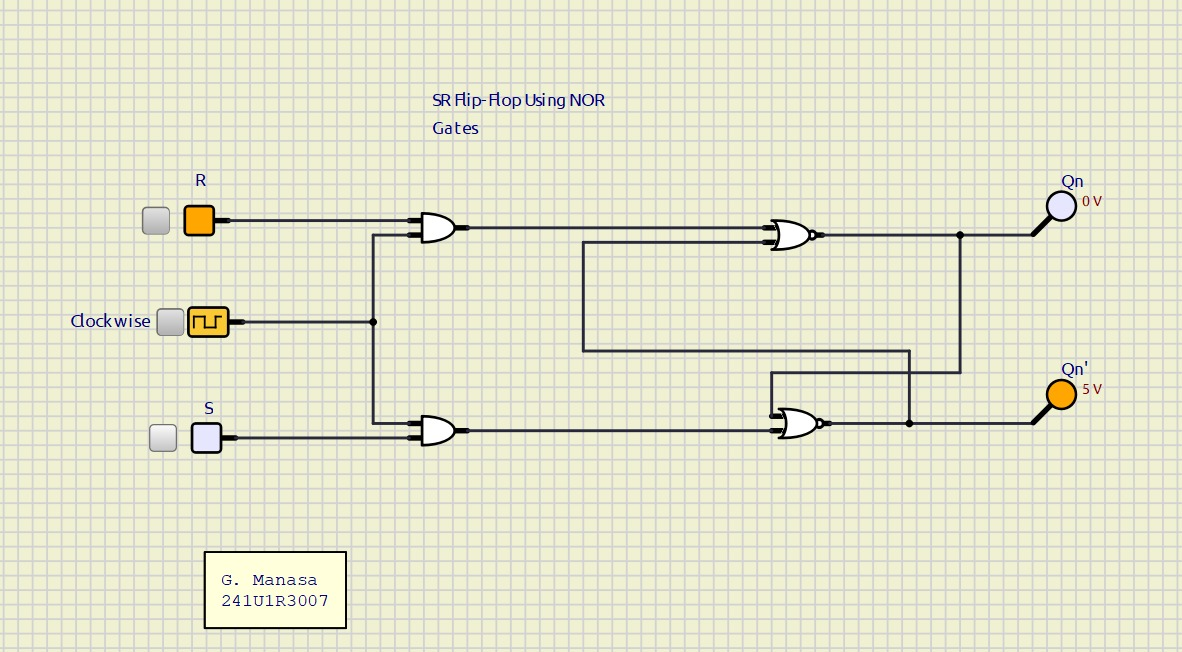 SR Flip-Flop Using NOR
Gates
R
Qn
0 V
Clockwise
Qn'
5 V
S
G. Manasa
241U1R3007